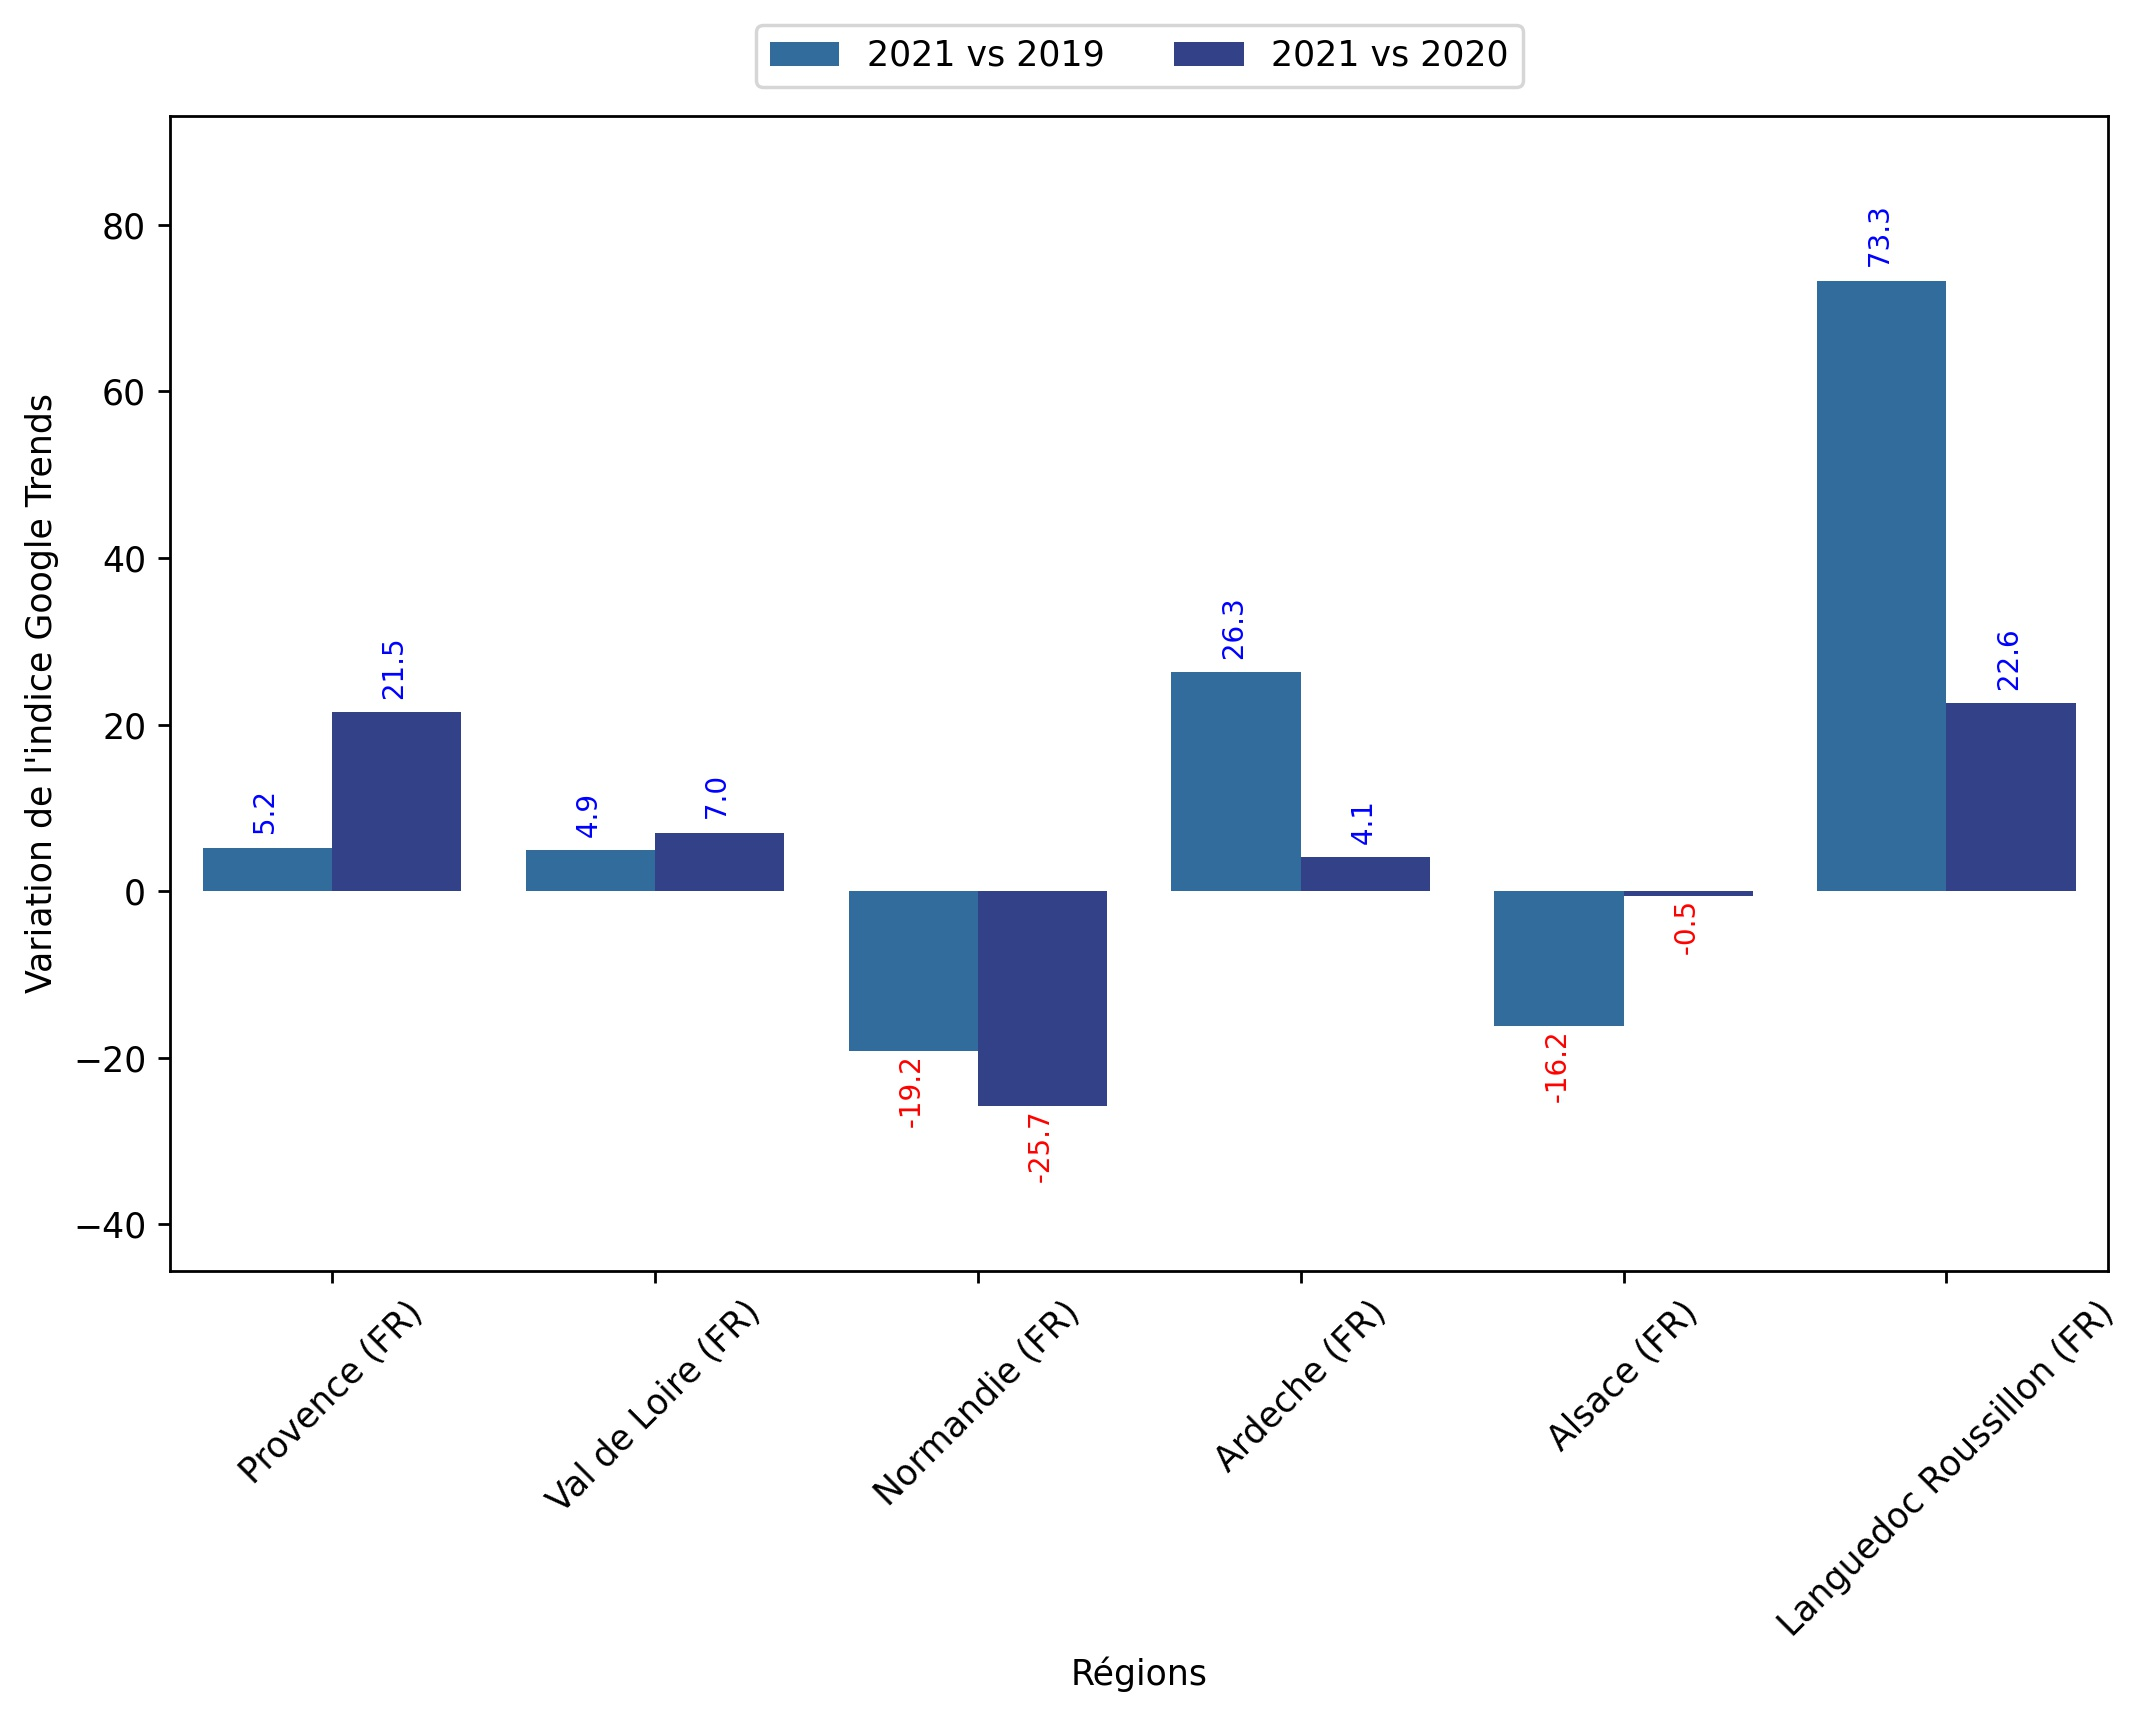 2021 vs 2019
2021 vs 2020
Variation de l'indice Google Trends
80
60
40
20
0
−20
−40
5.2
21.5
4.9
7.0
-19.2
-25.7
26.3
4.1
-16.2
-0.5
73.3
22.6
Provence (FR)
Val de Loire (FR)
Normandie (FR)
Ardeche (FR)
Alsace (FR)
Languedoc Roussillon (FR)
Régions